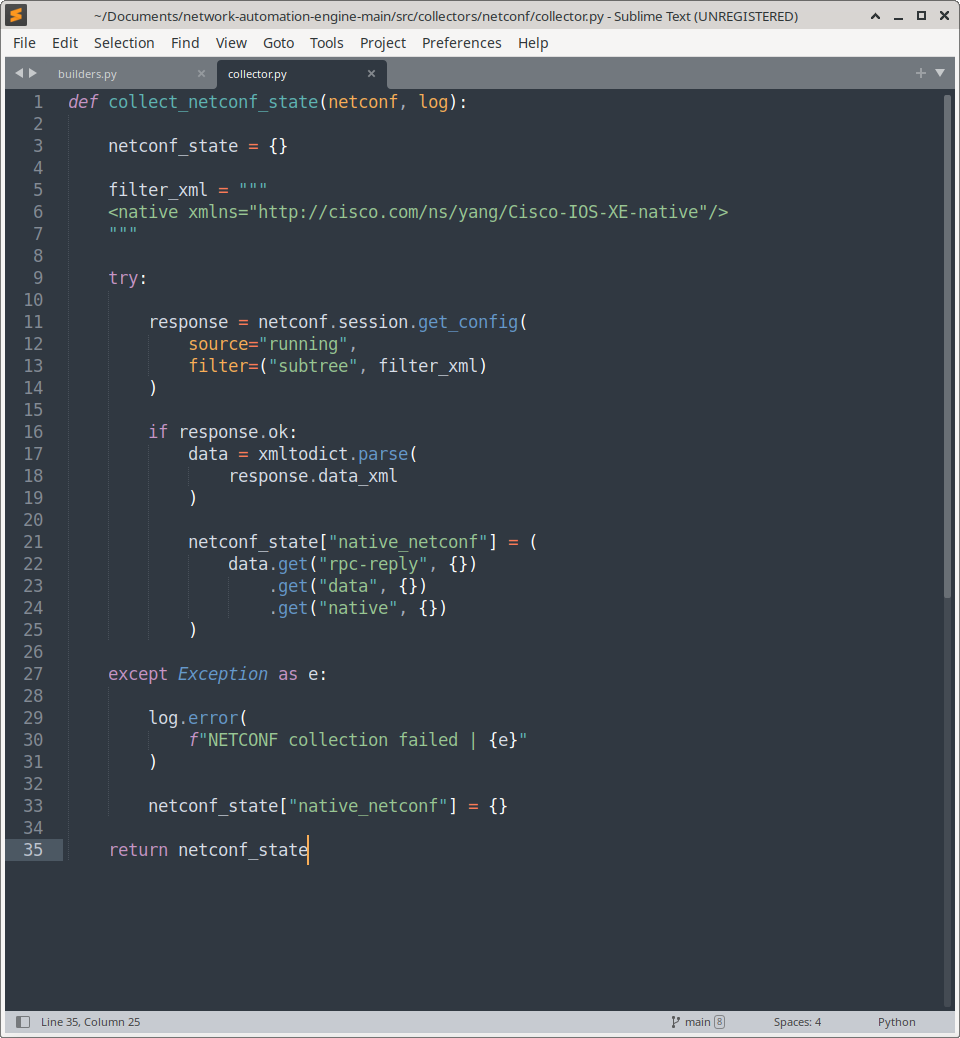 ~/Documents/network-automation-engine-main/src/collectors/netconf/collector.py - Sublime Text (UNREGISTERED)
File Edit Selection Find View Goto Tools Project Preferences Help
builders.py collector.py
1 def collect_netconf_state(netconf, log):
2
3     netconf_state = {}
4
5     filter_xml = """
6     <native xmlns="http://cisco.com/ns/yang/Cisco-IOS-XE-native"/>
7     """
8
9     try:
10
11         response = netconf.session.get_config(
12             source="running",
13             filter=("subtree", filter_xml)
14         )
15
16         if response.ok:
17             data = xmltodict.parse(
18                 response.data_xml
19             )
20
21             netconf_state["native_netconf"] = (
22                 data.get("rpc-reply", {})
23                     .get("data", {})
24                     .get("native", {})
25             )
26
27     except Exception as e:
28
29         log.error(
30             f"NETCONF collection failed | {e}"
31         )
32
33         netconf_state["native_netconf"] = {}
34
35     return netconf_state
Line 35, Column 25 main 8 Spaces: 4 Python